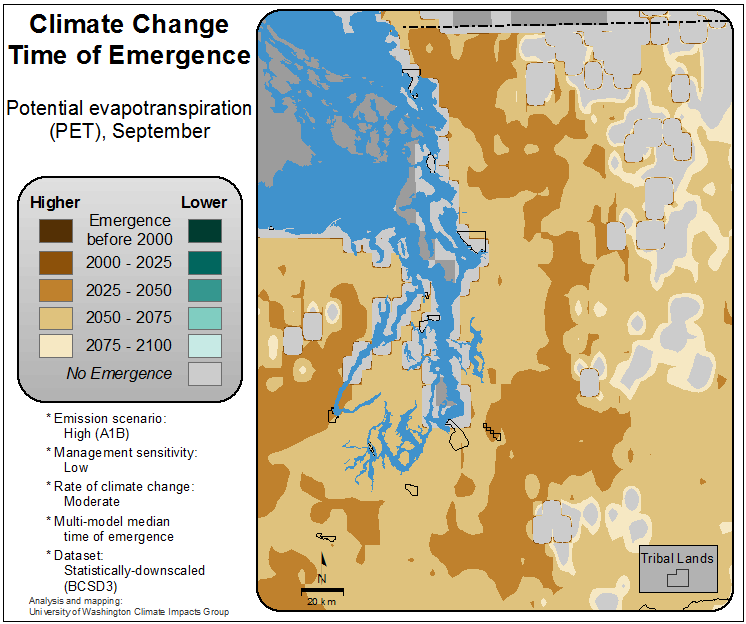 Climate Change
Time of Emergence
Potential evapotranspiration
(PET), September
Higher Lower
Emergence
before 2000
2000 - 2025
2025 - 2050
2050 - 2075
2075 - 2100
No Emergence
* Emission scenario:
High (A1B)
* Management sensitivity:
Low
* Rate of climate change:
Moderate
* Multi-model median
time of emergence
* Dataset:
Statistically-downscaled
(BCSD3)
Analysis and mapping:
University of Washington Climate Impacts Group
N
20 km
Tribal Lands